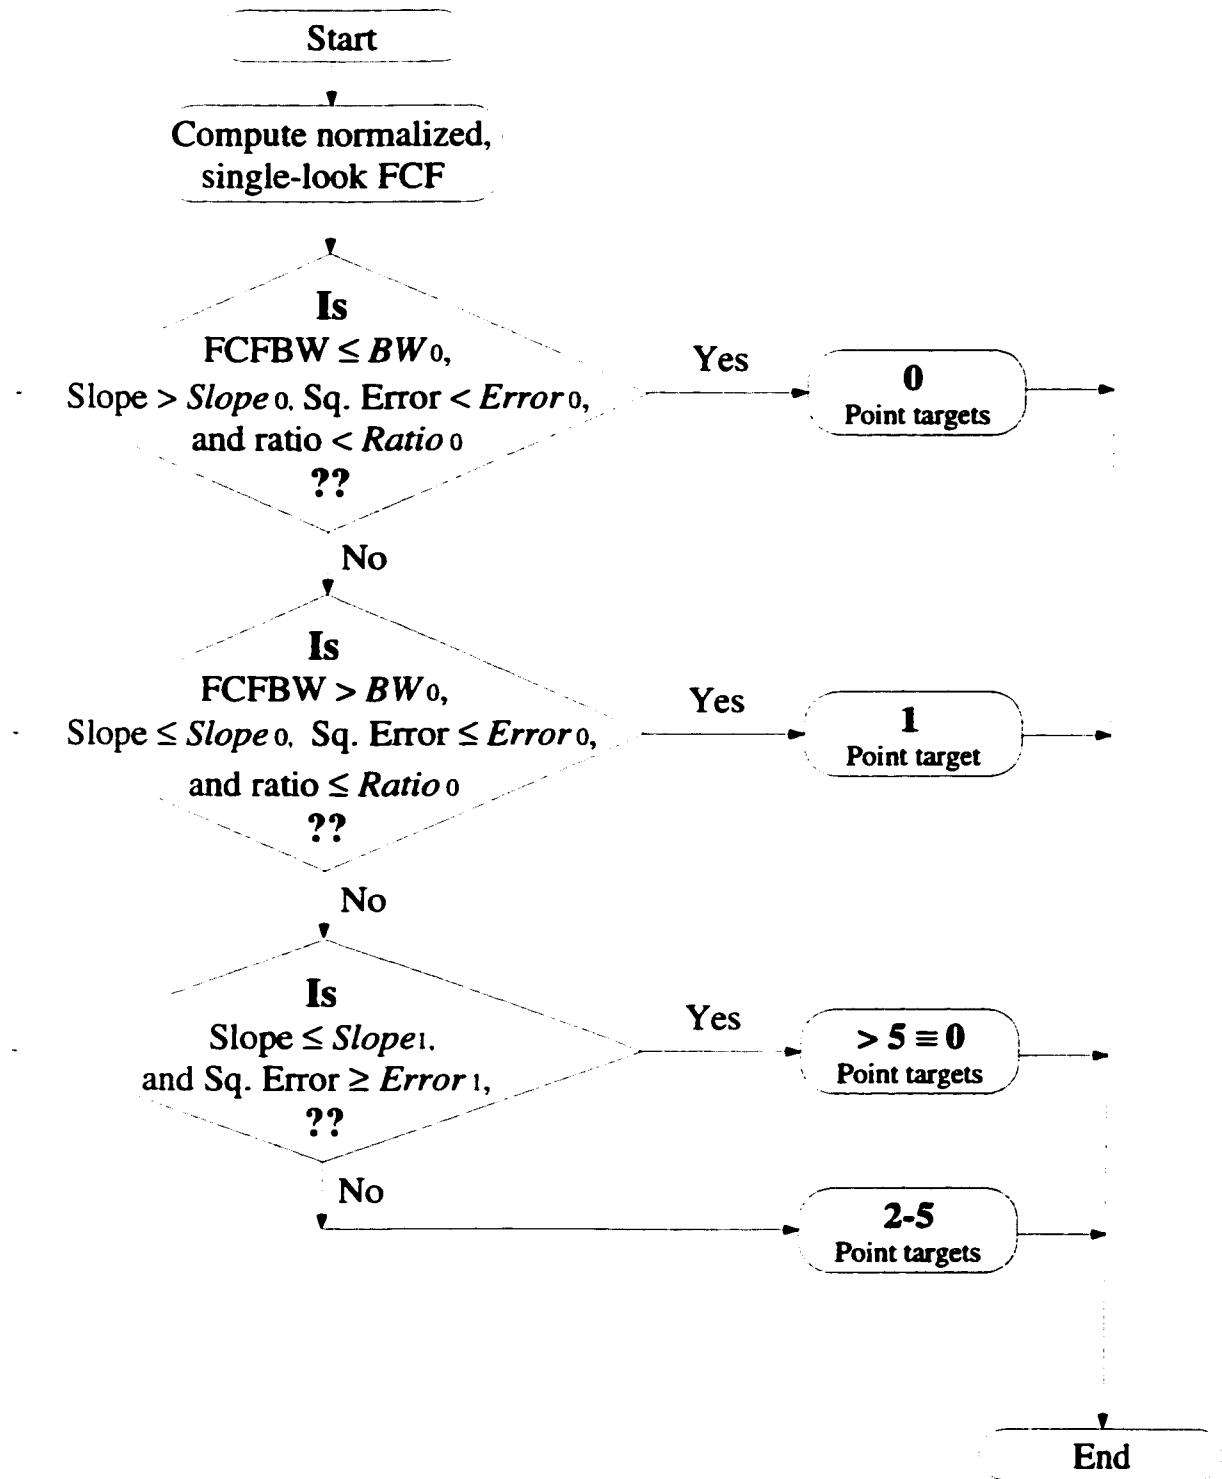 Start
Compute normalized,
single-look FCF
Is
FCFBW ≤ BW0,
Slope > Slope0. Sq. Error < Error0,
and ratio < Ratio0
??
Yes
0
Point targets
No
Is
FCFBW > BW0,
Slope ≤ Slope0, Sq. Error ≤ Error0,
and ratio ≤ Ratio0
??
Yes
1
Point target
No
Is
Slope ≤ Slope1.
and Sq. Error ≥ Error1,
??
Yes
> 5 ≡ 0
Point targets
No
2-5
Point targets
End